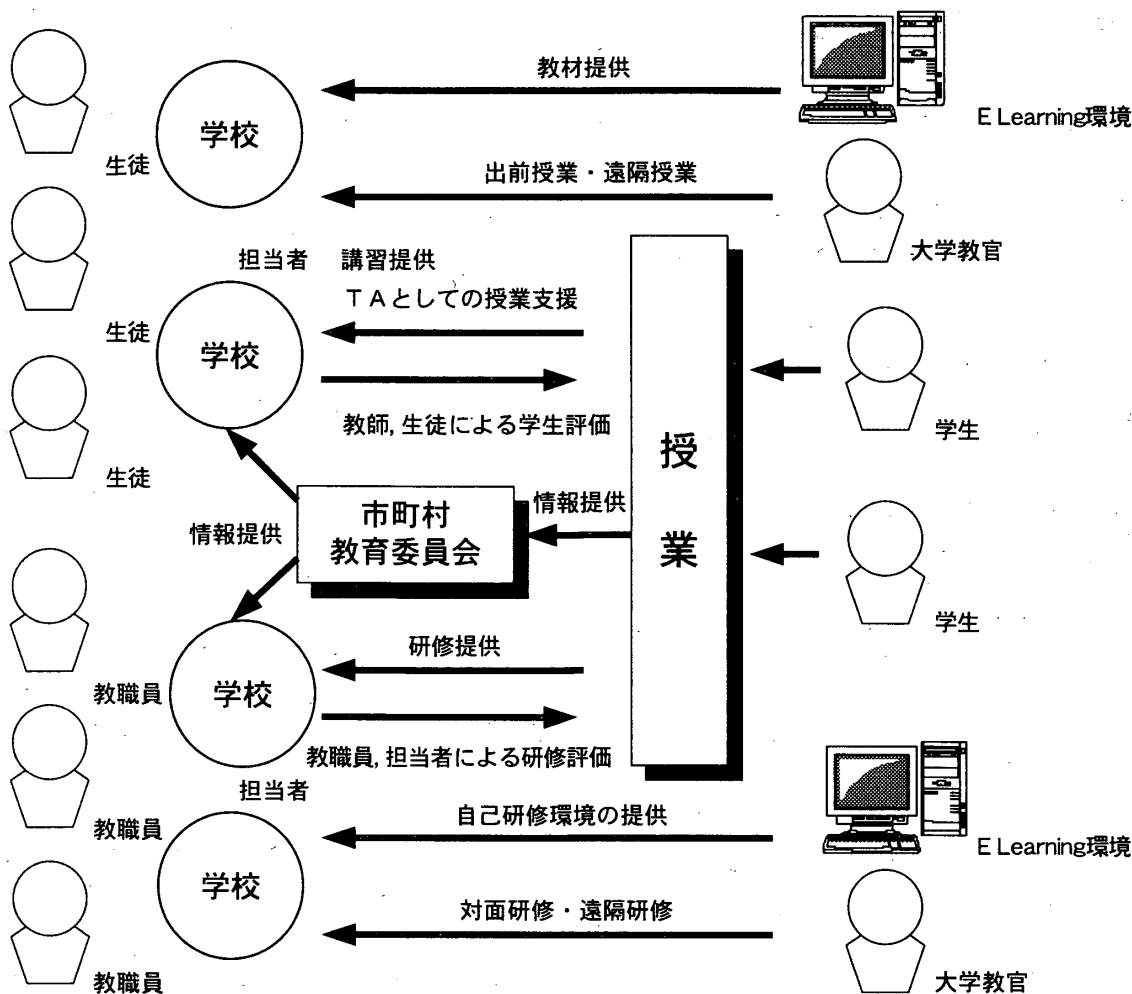 教材提供
E Learning環境
学校
生徒
出前授業・遠隔授業
大学教官
担当者　講習提供
ＴＡとしての授業支援
生徒
学校
教師, 生徒による学生評価
学生
授業
生徒
市町村
教育委員会
情報提供
情報提供
学生
研修提供
教職員
学校
教職員, 担当者による研修評価
担当者
自己研修環境の提供
教職員
E Learning環境
学校
対面研修・遠隔研修
教職員
大学教官